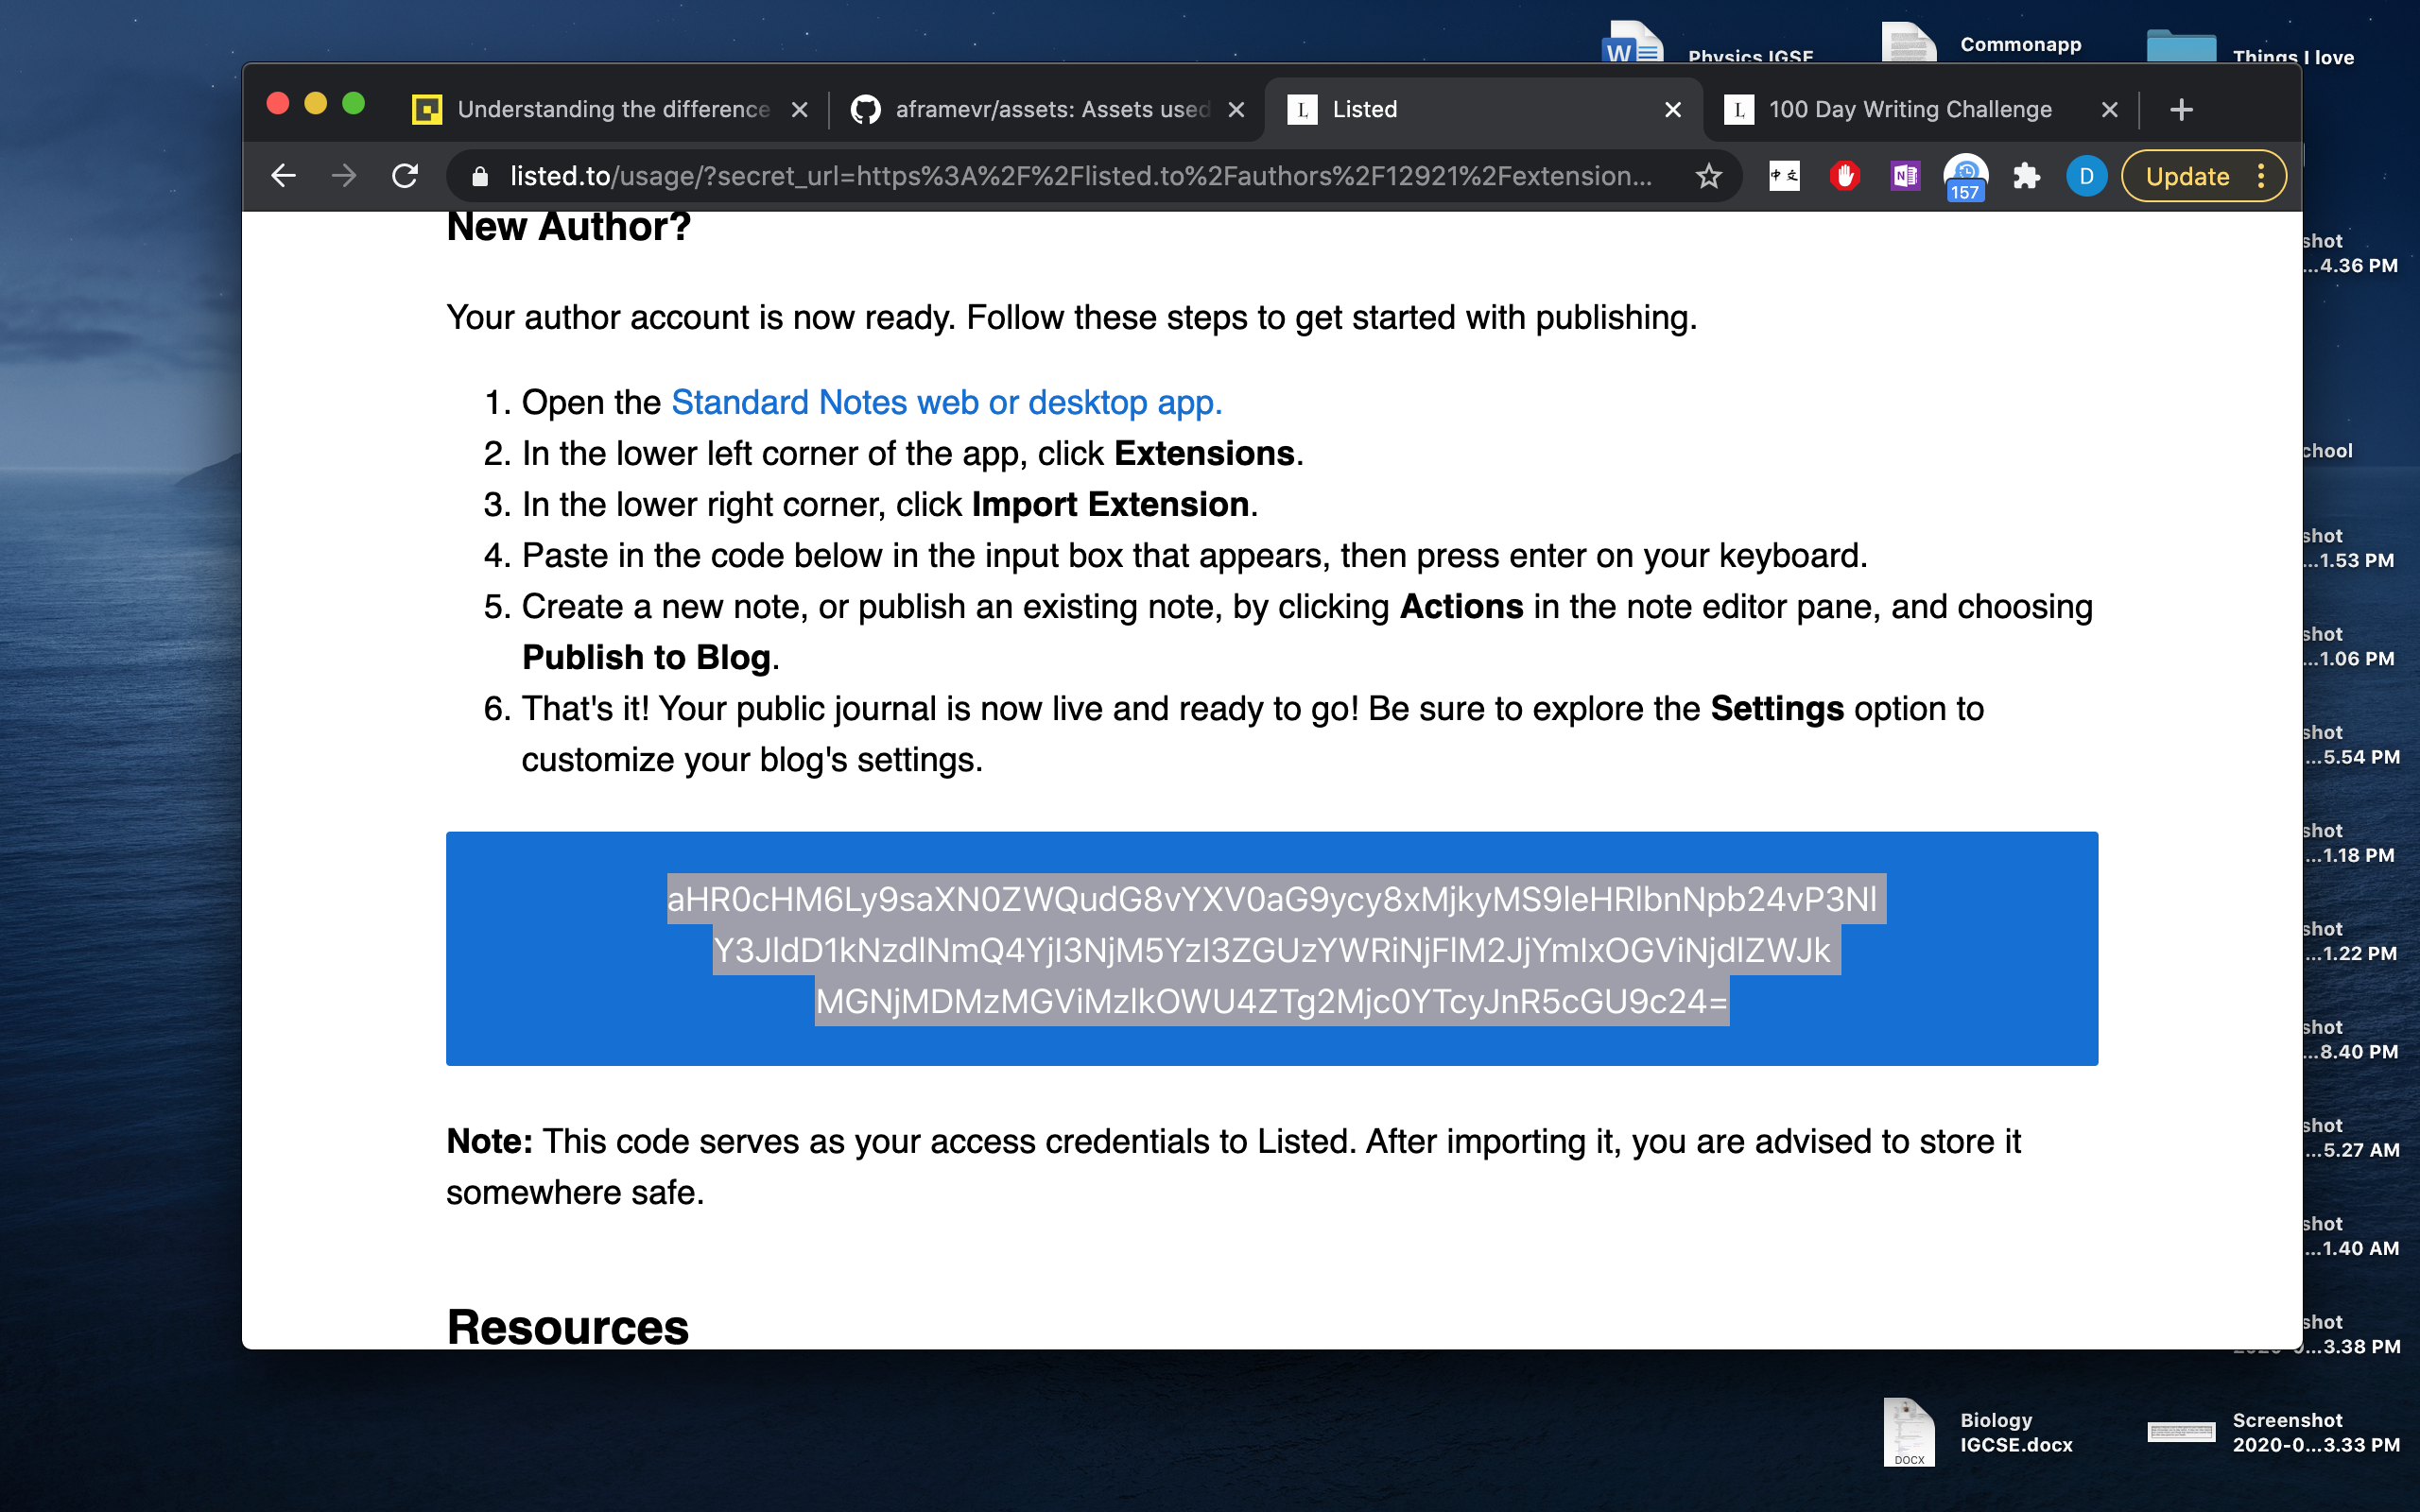 Physics IGSE
Commonapp
Things I love
Understanding the difference
aframevr/assets: Assets used
L Listed
L 100 Day Writing Challenge
listed.to/usage/?secret_url=https%3A%2F%2Flisted.to%2Fauthors%2F12921%2Fextension...
157
D
Update
New Author?
Your author account is now ready. Follow these steps to get started with publishing.
1. Open the Standard Notes web or desktop app.
2. In the lower left corner of the app, click Extensions.
3. In the lower right corner, click Import Extension.
4. Paste in the code below in the input box that appears, then press enter on your keyboard.
5. Create a new note, or publish an existing note, by clicking Actions in the note editor pane, and choosing
Publish to Blog.
6. That's it! Your public journal is now live and ready to go! Be sure to explore the Settings option to
customize your blog's settings.
aHR0cHM6Ly9saXN0ZWQudG8vYXV0aG9ycy8xMjkyMS9leHRlbnNpb24vP3Nl
Y3JldD1kNzdlNmQ4YjI3NjM5YzI3ZGUzYWRiNjFlM2JjYmIxOGViNjdlZWJk
MGNjMDMzMGViMzlkOWU4ZTg2Mjc0YTcyJnR5cGU9c24=
Note: This code serves as your access credentials to Listed. After importing it, you are advised to store it
somewhere safe.
Resources
shot
...4.36 PM
chool
shot
...1.53 PM
shot
...1.06 PM
shot
...5.54 PM
shot
...1.18 PM
shot
...1.22 PM
shot
...8.40 PM
shot
...5.27 AM
shot
...1.40 AM
shot
...3.38 PM
DOCX
Biology
IGCSE.docx
Screenshot
2020-0...3.33 PM